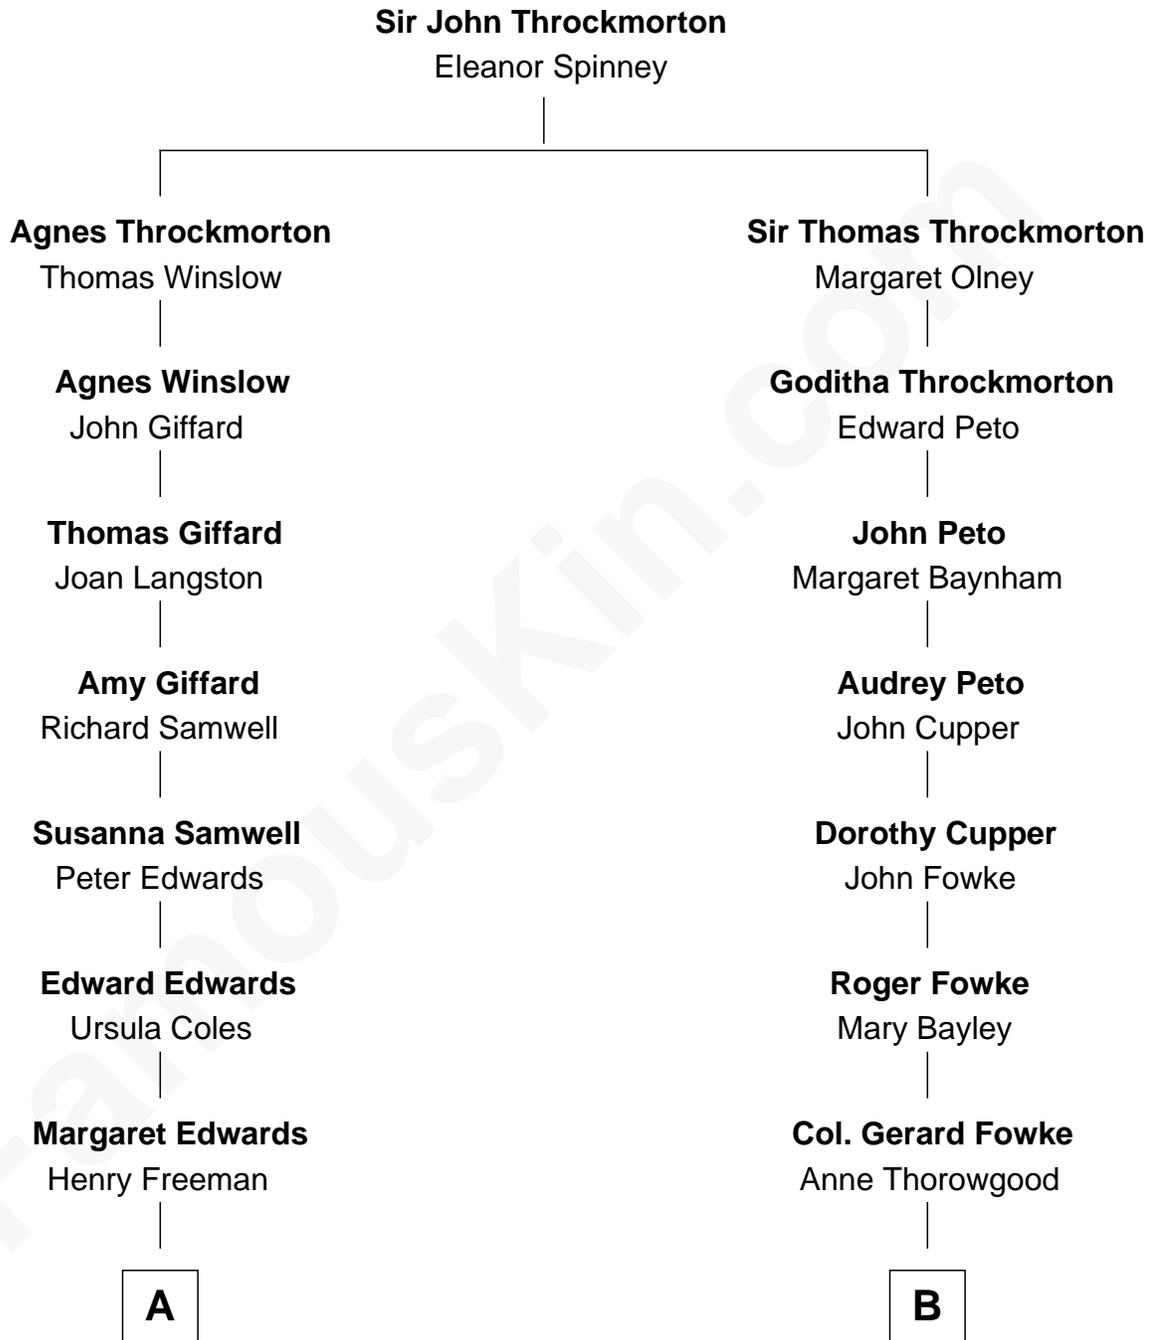 Sir John Throckmorton
Eleanor Spinney
Agnes Throckmorton
Thomas Winslow
Sir Thomas Throckmorton
Margaret Olney
Agnes Winslow
John Giffard
Goditha Throckmorton
Edward Peto
Thomas Giffard
Joan Langston
John Peto
Margaret Baynham
Amy Giffard
Richard Samwell
Audrey Peto
John Cupper
Susanna Samwell
Peter Edwards
Dorothy Cupper
John Fowke
Edward Edwards
Ursula Coles
Roger Fowke
Mary Bayley
Margaret Edwards
Henry Freeman
Col. Gerard Fowke
Anne Thorowgood
A
B
FamousKin.com